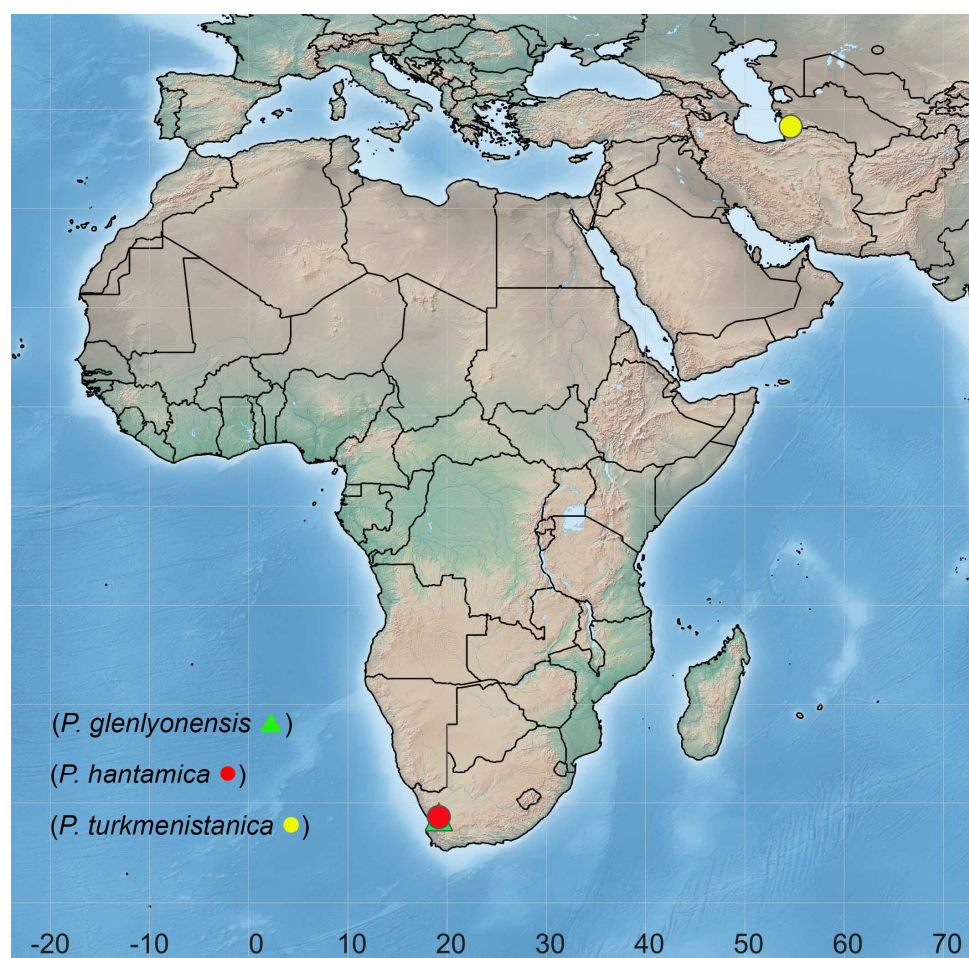 (P. glenlyonensis ▲)
(P. hantamica ●)
(P. turkmenistanica ●)
-20 -10 0 10 20 30 40 50 60 70